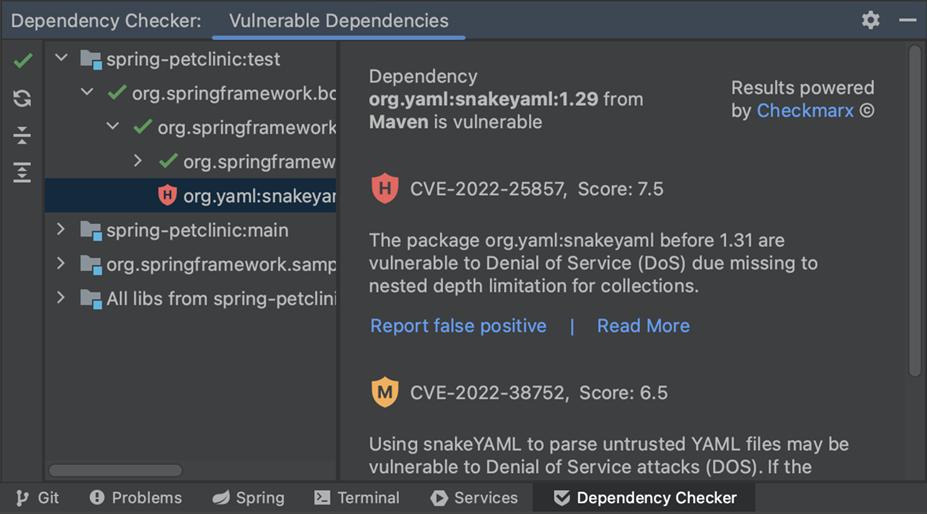 Dependency Checker: Vulnerable Dependencies
spring-petclinic:test
org.springframework.bo
org.springframework
org.springframew
H org.yaml:snakeyar
spring-petclinic:main
org.springframework.samp
All libs from spring-petclini
Dependency
org.yaml:snakeyaml:1.29 from
Maven is vulnerable
Results powered
by Checkmarx ©
H CVE-2022-25857, Score: 7.5
The package org.yaml:snakeyaml before 1.31 are
vulnerable to Denial of Service (DoS) due missing to
nested depth limitation for collections.
Report false positive | Read More
M CVE-2022-38752, Score: 6.5
Using snakeYAML to parse untrusted YAML files may be
vulnerable to Denial of Service attacks (DOS). If the
Git Problems Spring Terminal Services Dependency Checker